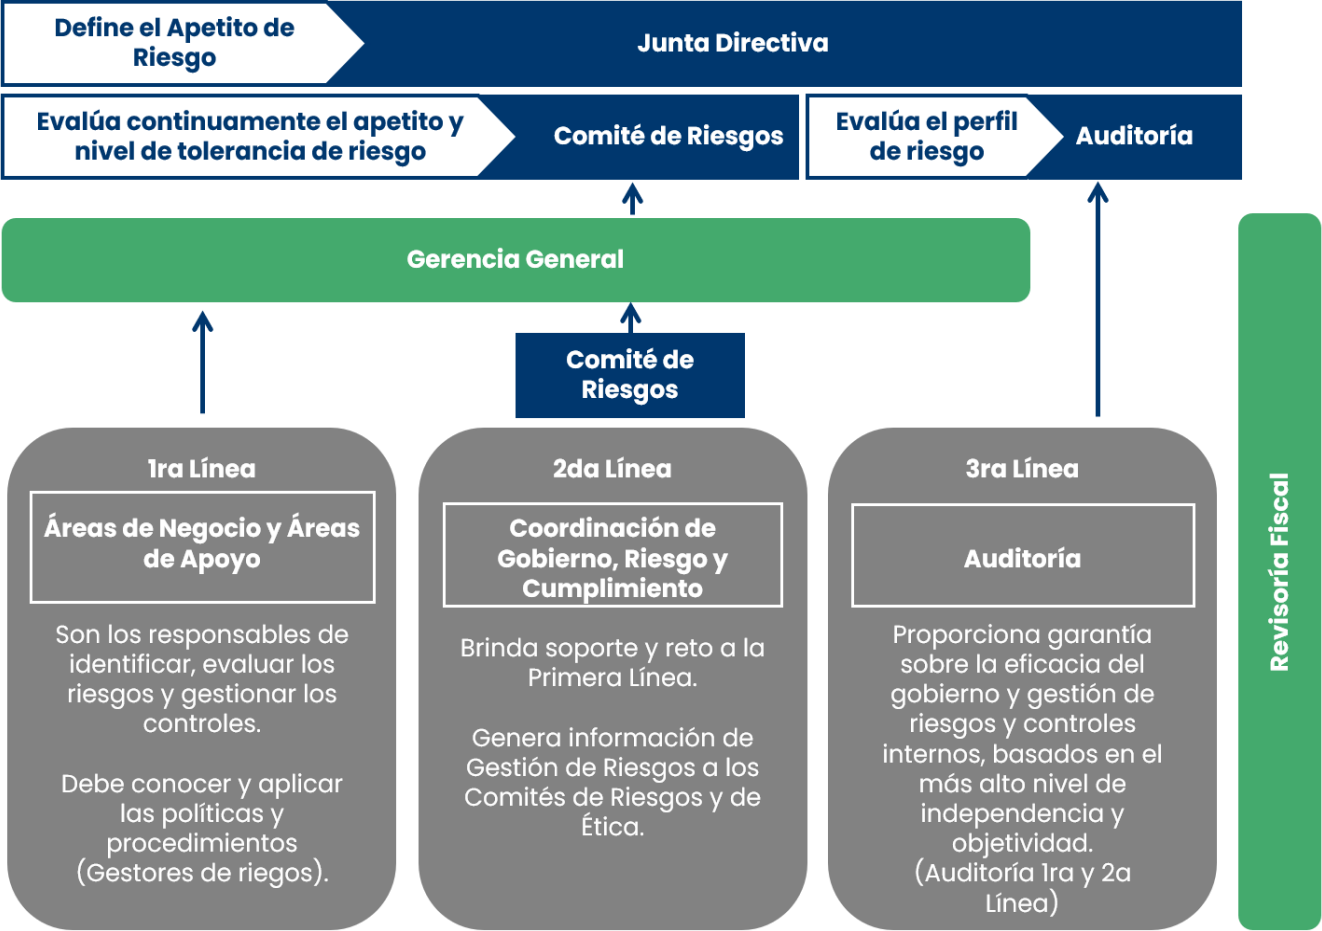 Define el Apetito de
Riesgo
Junta Directiva
Evalúa continuamente el apetito y
nivel de tolerancia de riesgo
Comité de Riesgos
Evalúa el perfil
de riesgo
Auditoría
Gerencia General
Comité de
Riesgos
1ra Línea
Áreas de Negocio y Áreas
de Apoyo
Son los responsables de
identificar, evaluar los
riesgos y gestionar los
controles.
Debe conocer y aplicar
las políticas y
procedimientos
(Gestores de riegos).
2da Línea
Coordinación de
Gobierno, Riesgo y
Cumplimiento
Brinda soporte y reto a la
Primera Línea.
Genera información de
Gestión de Riesgos a los
Comités de Riesgos y de
Ética.
3ra Línea
Auditoría
Proporciona garantía
sobre la eficacia del
gobierno y gestión de
riesgos y controles
internos, basados en el
más alto nivel de
independencia y
objetividad.
(Auditoría 1ra y 2a
Línea)
Revisoría Fiscal